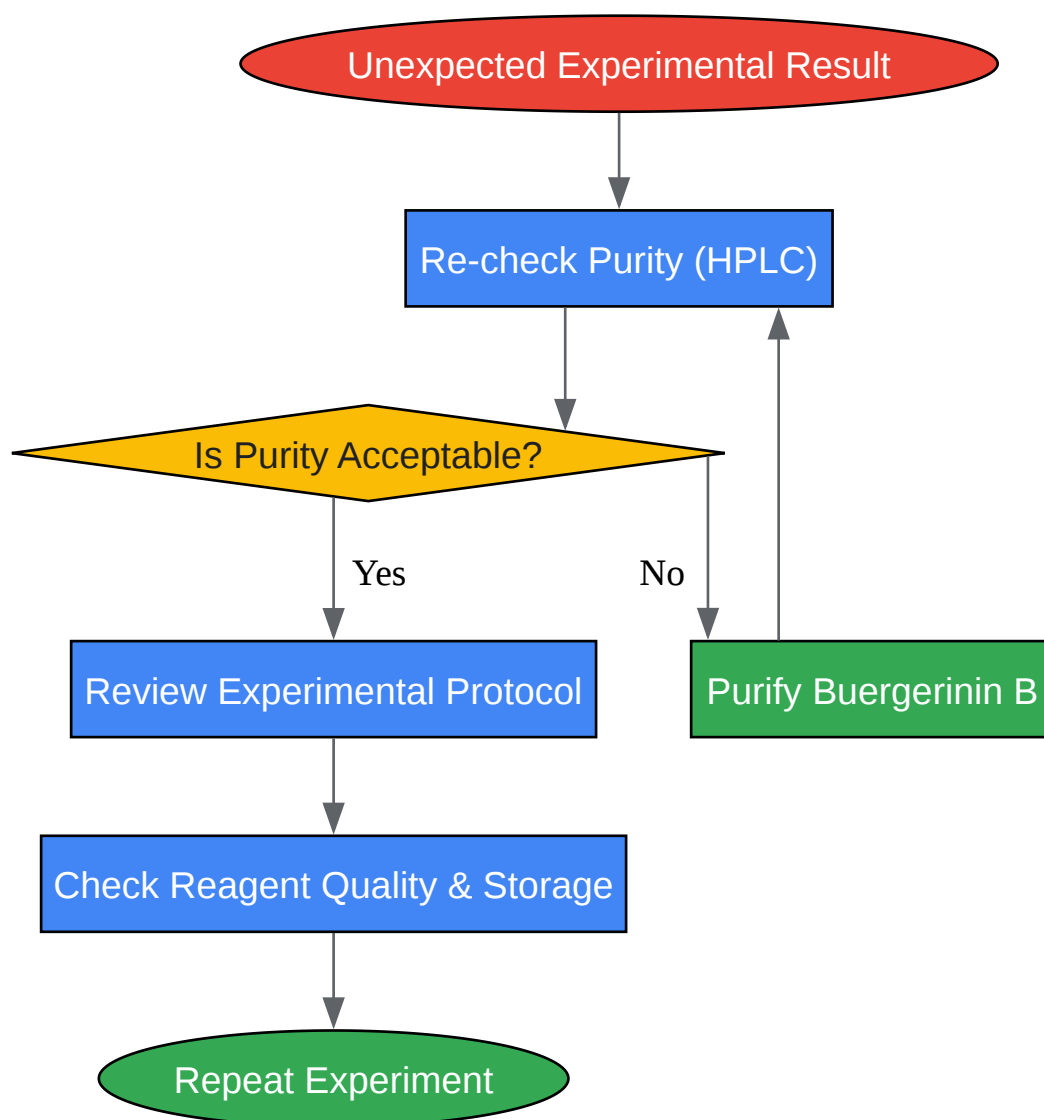 Unexpected Experimental Result
Re-check Purity (HPLC)
Is Purity Acceptable?
Yes
No
Review Experimental Protocol
Purify Buergerinin B
Check Reagent Quality & Storage
Repeat Experiment